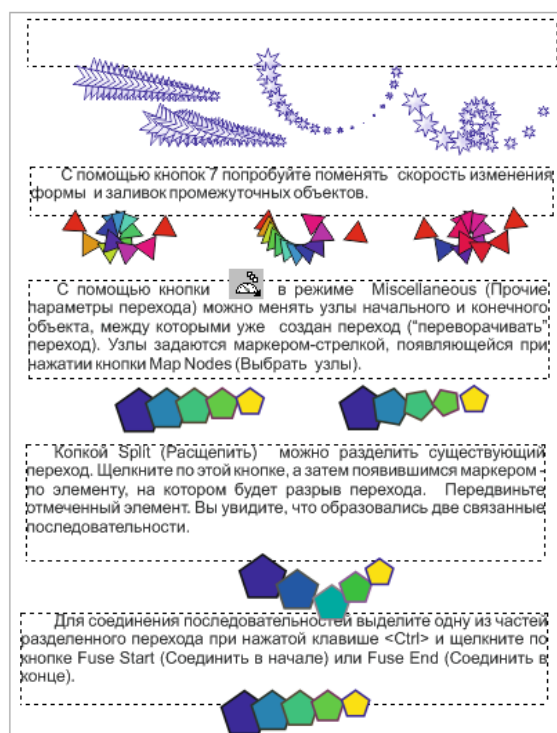 С помощью кнопок 7 попробуйте поменять скорость изменения
формы и заливок промежуточных объектов.
С помощью кнопки в режиме Miscellaneous (Прочие
параметры перехода) можно менять узлы начального и конечного
объекта, между которыми уже создан переход ("переворачивать"
переход). Узлы задаются маркером-стрелкой, появляющейся при
нажатии кнопки Map Nodes (Выбрать узлы).
Копкой Split (Расщепить) можно разделить существующий
переход. Щелкните по этой кнопке, а затем появившимся маркером -
по элементу, на котором будет разрыв перехода. Передвиньте
отмеченный элемент. Вы увидите, что образовались две связанные
последовательности.
Для соединения последовательностей выделите одну из частей
разделенного перехода при нажатой клавише <Ctrl> и щелкните по
кнопке Fuse Start (Соединить в начале) или Fuse End (Соединить в
конце).